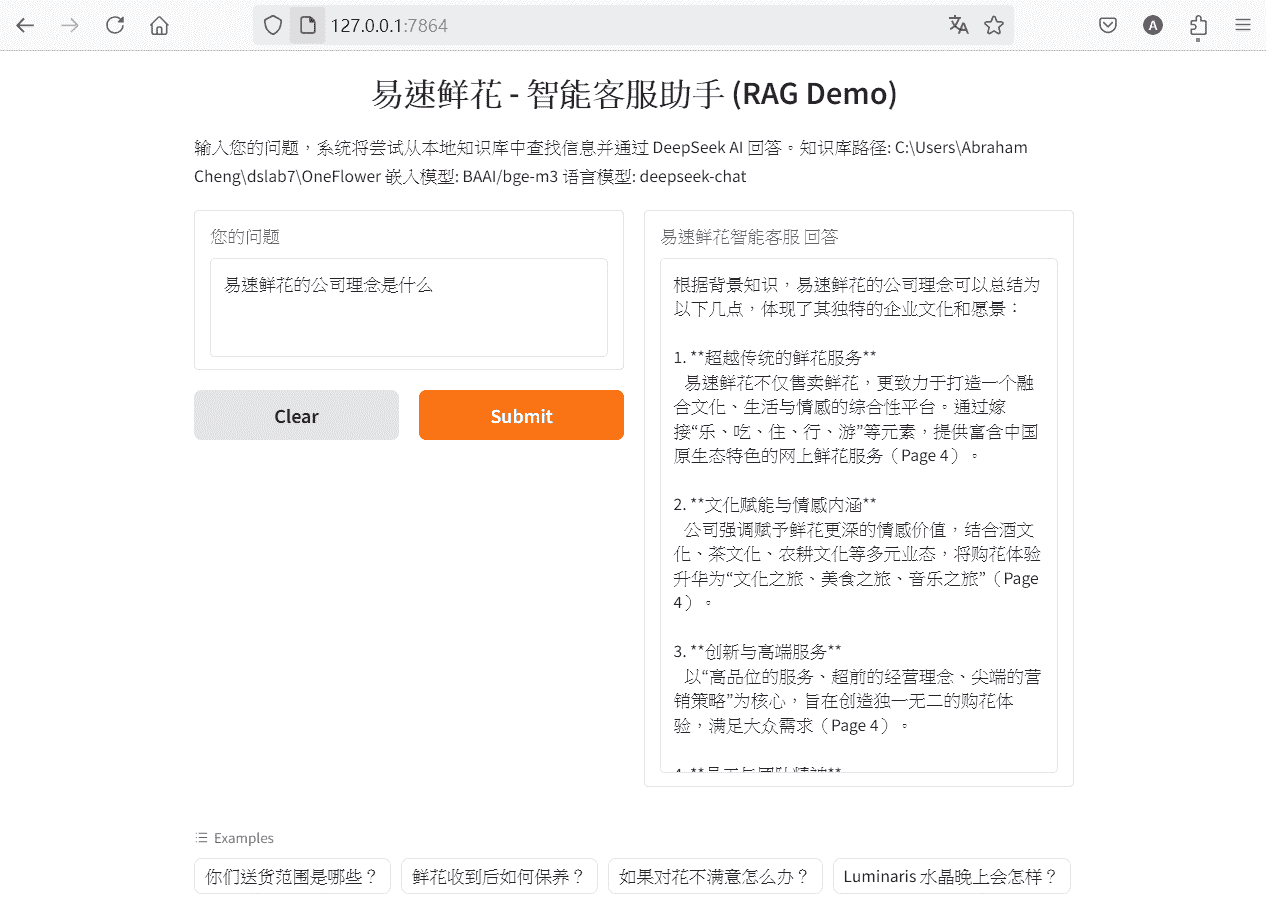 127.0.0.1:7864
易速鲜花 - 智能客服助手 (RAG Demo)
输入您的问题，系统将尝试从本地知识库中查找信息并通过 DeepSeek AI 回答。知识库路径: C:\Users\Abraham
Cheng\dslab7\OneFlower 嵌入模型: BAAI/bge-m3 语言模型: deepseek-chat
您的问题
易速鲜花的公司理念是什么
Clear
Submit
易速鲜花智能客服 回答
根据背景知识，易速鲜花的公司理念可以总结为
以下几点，体现了其独特的企业文化和愿景：
1. **超越传统的鲜花服务**
易速鲜花不仅售卖鲜花，更致力于打造一个融
合文化、生活与情感的综合性平台。通过嫁
接“乐、吃、住、行、游”等元素，提供富含中国
原生态特色的网上鲜花服务（Page 4）。
2. **文化赋能与情感内涵**
公司强调赋予鲜花更深的情感价值，结合酒文
化、茶文化、农耕文化等多元业态，将购花体验
升华为“文化之旅、美食之旅、音乐之旅”（Page
4）。
3. **创新与高端服务**
以“高品位的服务、超前的经营理念、尖端的营
销策略”为核心，旨在创造独一无二的购花体
验，满足大众需求（Page 4）。
Examples
你们送货范围是哪些？
鲜花收到后如何保养？
如果对花不满意怎么办？
Luminaris 水晶晚上会怎样？